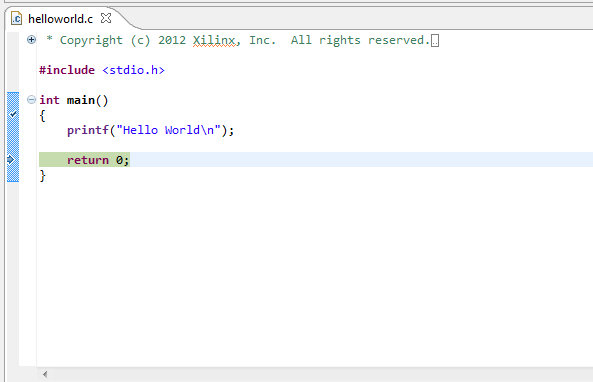 helloworld.c
* Copyright (c) 2012 Xilinx, Inc.  All rights reserved.
#include <stdio.h>
int main()
{
    printf("Hello World\n");
    return 0;
}